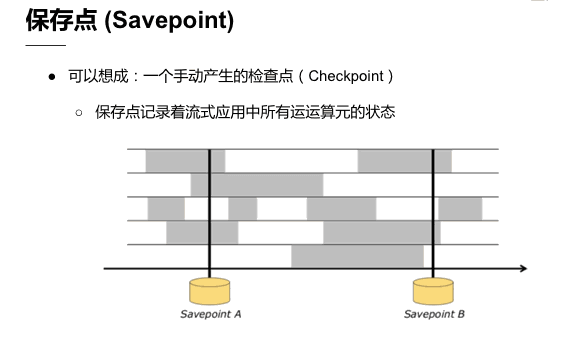 保存点 (Savepoint)
● 可以想成：一个手动产生的检查点（Checkpoint）
○ 保存点记录着流式应用中所有运运算元的状态
Savepoint A
Savepoint B